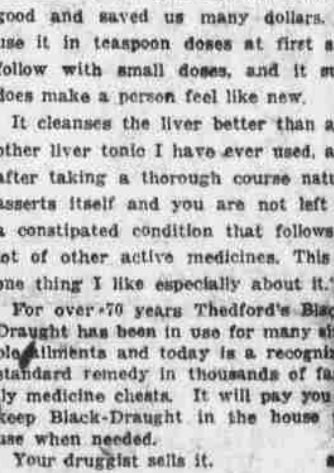 good and saved us many dollars.
use it in teaspoon doses at first a
follow with small doses, and it su
does make a person feel like new.
It cleanses the liver better than a
other liver tonic I have ever used, a
after taking a thorough course natu
asserts itself and you are not left
a constipated condition that follows
lot of other active medicines. This
one thing I like especially about it."
For over 70 years Thedford's Blac
Draught has been in use for many si
ple ailments and today is a recogniz
standard remedy in thousands of fa
ly medicine chests. It will pay you
keep Black-Draught in the house
use when needed.
Your druggist sells it.